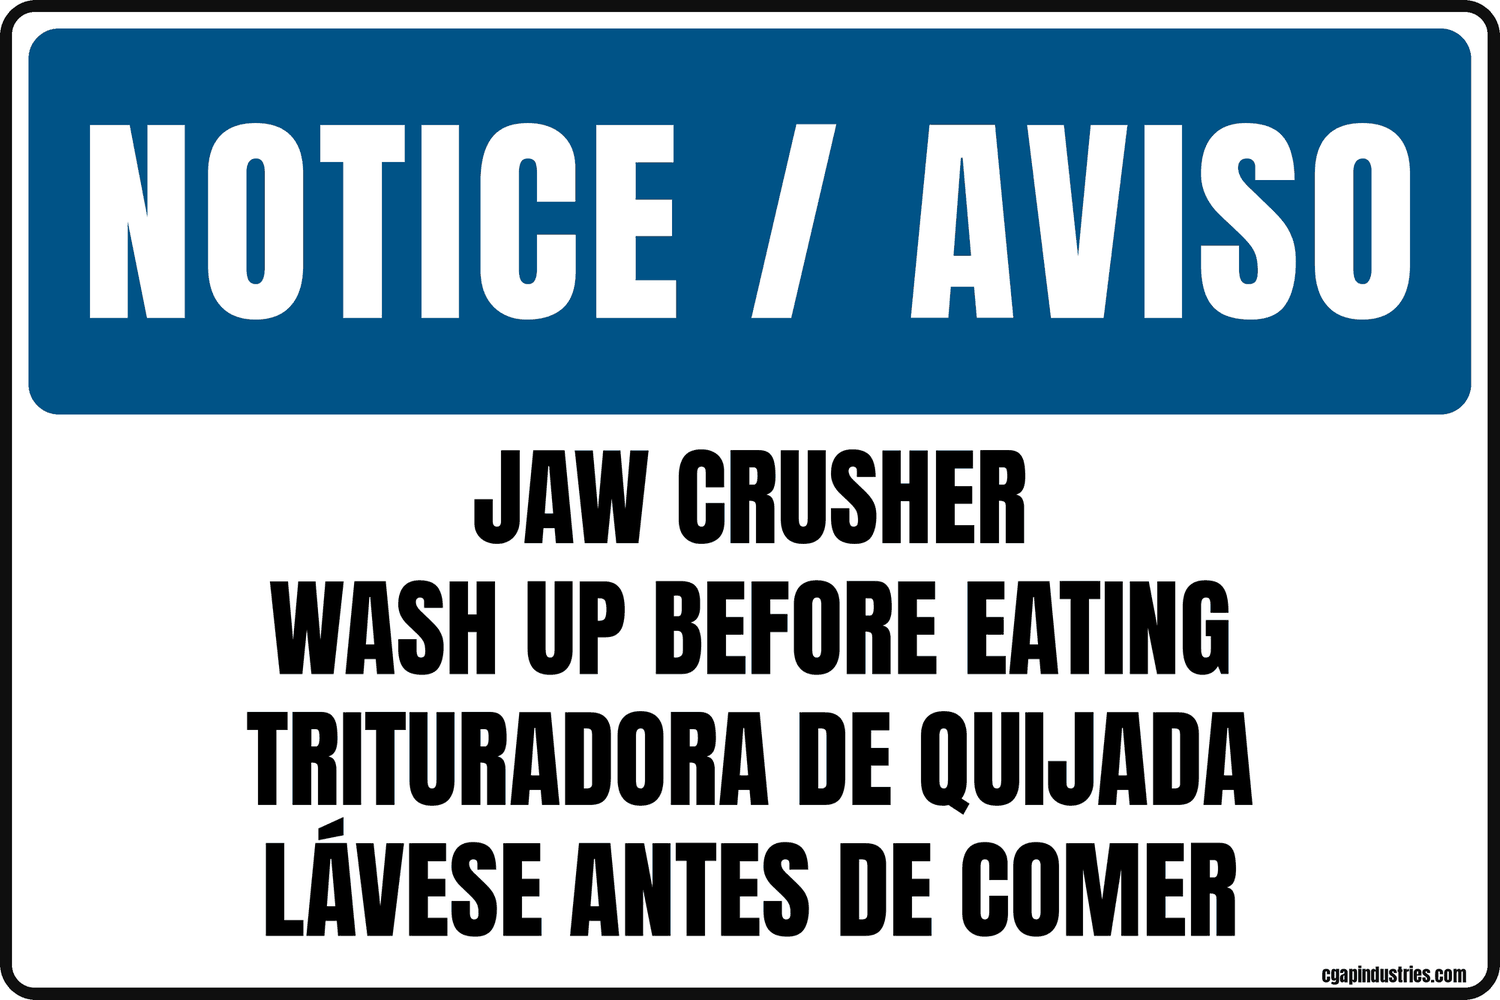 NOTICE / AVISO
JAW CRUSHER
WASH UP BEFORE EATING
TRITURADORA DE QUIJADA
LÁVESE ANTES DE COMER
cgapindustries.com